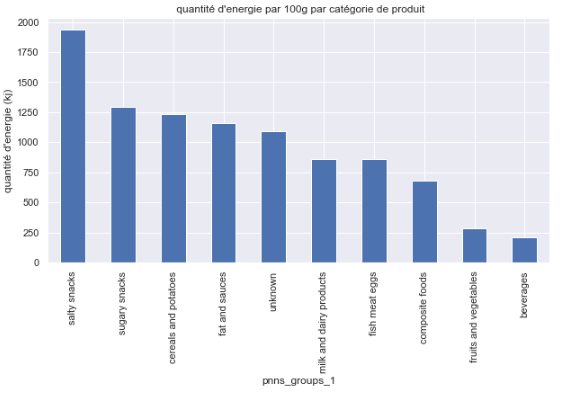 quantité d'energie par 100g par catégorie de produit
quantité d'energie (kj)
2000
1750
1500
1250
1000
750
500
250
0
salty snacks
sugary snacks
cereals and potatoes
fat and sauces
unknown
milk and dairy products
fish meat eggs
composite foods
fruits and vegetables
beverages
pnns_groups_1